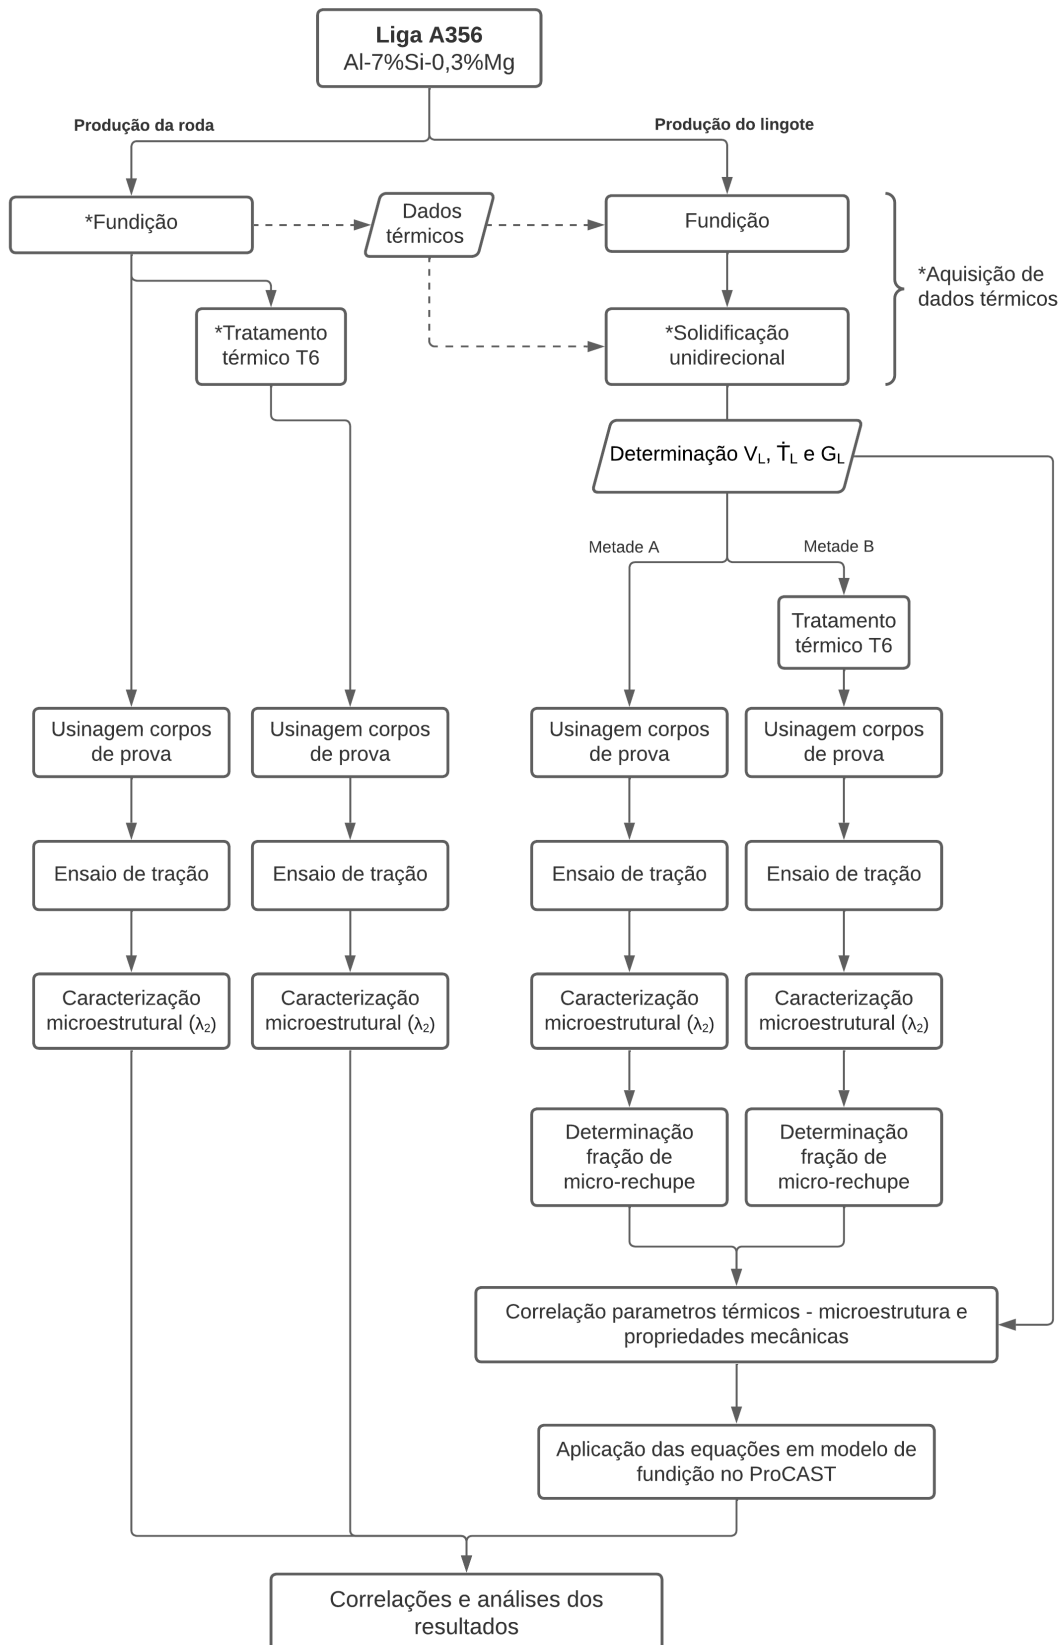 Liga A356
Al-7%Si-0,3%Mg
Produção da roda
Produção do lingote
*Fundição
Dados
térmicos
Fundição
*Aquisição de
dados térmicos
*Tratamento
térmico T6
*Solidificação
unidirecional
Determinação V_L, Ṫ_L e G_L
Metade A
Metade B
Tratamento
térmico T6
Usinagem corpos
de prova
Usinagem corpos
de prova
Usinagem corpos
de prova
Usinagem corpos
de prova
Ensaio de tração
Ensaio de tração
Ensaio de tração
Ensaio de tração
Caracterização
microestrutural (λ₂)
Caracterização
microestrutural (λ₂)
Caracterização
microestrutural (λ₂)
Caracterização
microestrutural (λ₂)
Determinação
fração de
micro-rechupe
Determinação
fração de
micro-rechupe
Correlação parametros térmicos - microestrutura e
propriedades mecânicas
Aplicação das equações em modelo de
fundição no ProCAST
Correlações e análises dos
resultados